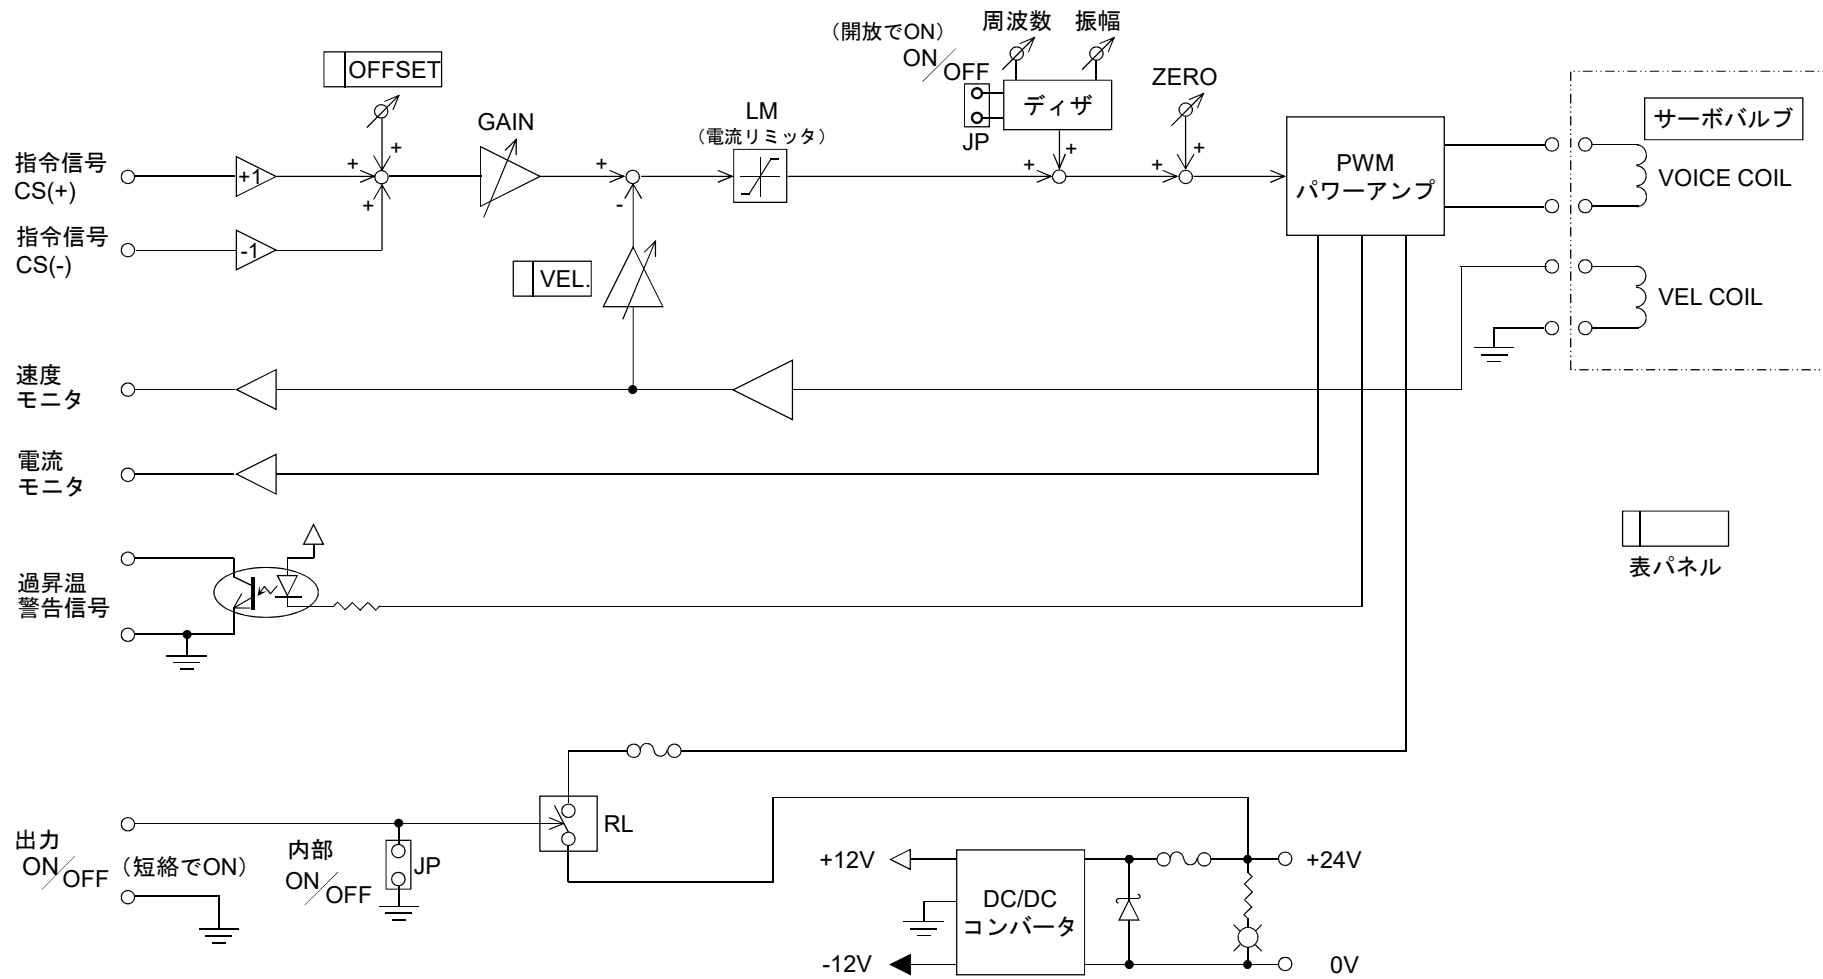 周波数
振幅
（開放でON）
ON/OFF
JP
ディザ
ZERO
OFFSET
GAIN
LM
（電流リミッタ）
サーボバルブ
PWM
パワーアンプ
VOICE COIL
VEL COIL
指令信号
CS(+)
+1
+
+
+
+
-
+
+
+
+
指令信号
CS(-)
-1
VEL.
速度
モニタ
電流
モニタ
過昇温
警告信号
表パネル
出力
ON/OFF
（短絡でON）
内部
ON/OFF
JP
RL
+12V
DC/DC
コンバータ
-12V
+24V
0V